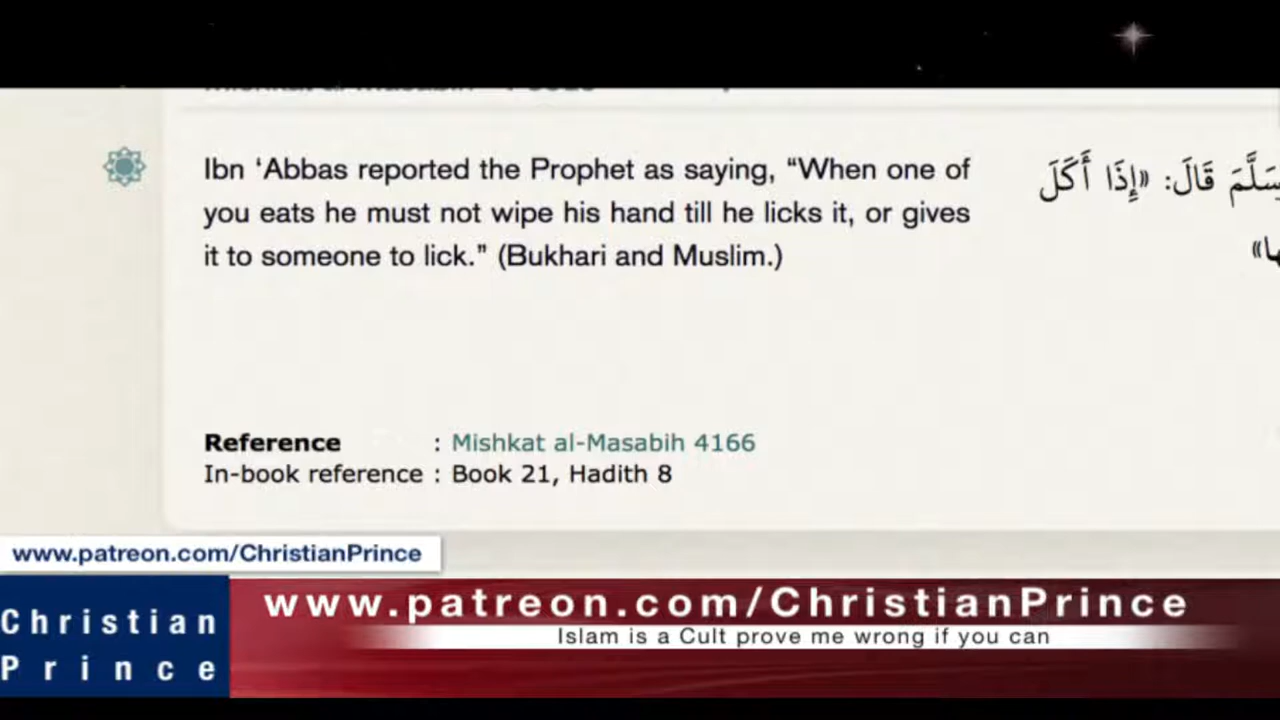 Ibn ‘Abbas reported the Prophet as saying, “When one of
you eats he must not wipe his hand till he licks it, or gives
it to someone to lick.” (Bukhari and Muslim.)
قَالَ: «إِذَا أَكَلَ
Reference : Mishkat al-Masabih 4166
In-book reference : Book 21, Hadith 8
www.patreon.com/ChristianPrince
Christian
Prince
www.patreon.com/ChristianPrince
Islam is a Cult prove me wrong if you can